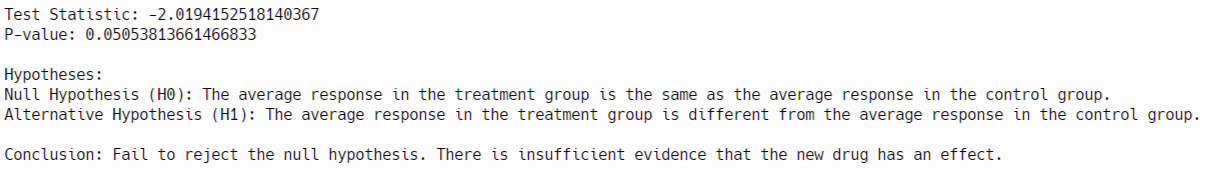 Test Statistic: -2.0194152518140367
P-value: 0.05053813661466833
Hypotheses:
Null Hypothesis (H0): The average response in the treatment group is the same as the average response in the control group.
Alternative Hypothesis (H1): The average response in the treatment group is different from the average response in the control group.
Conclusion: Fail to reject the null hypothesis. There is insufficient evidence that the new drug has an effect.